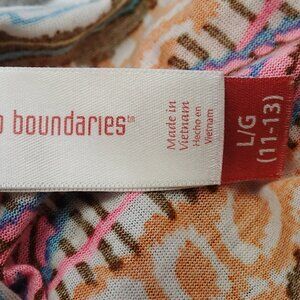 o boundaries™
Made in
Vietnam
Hecho en
Vietnam
L/G
(11-13)